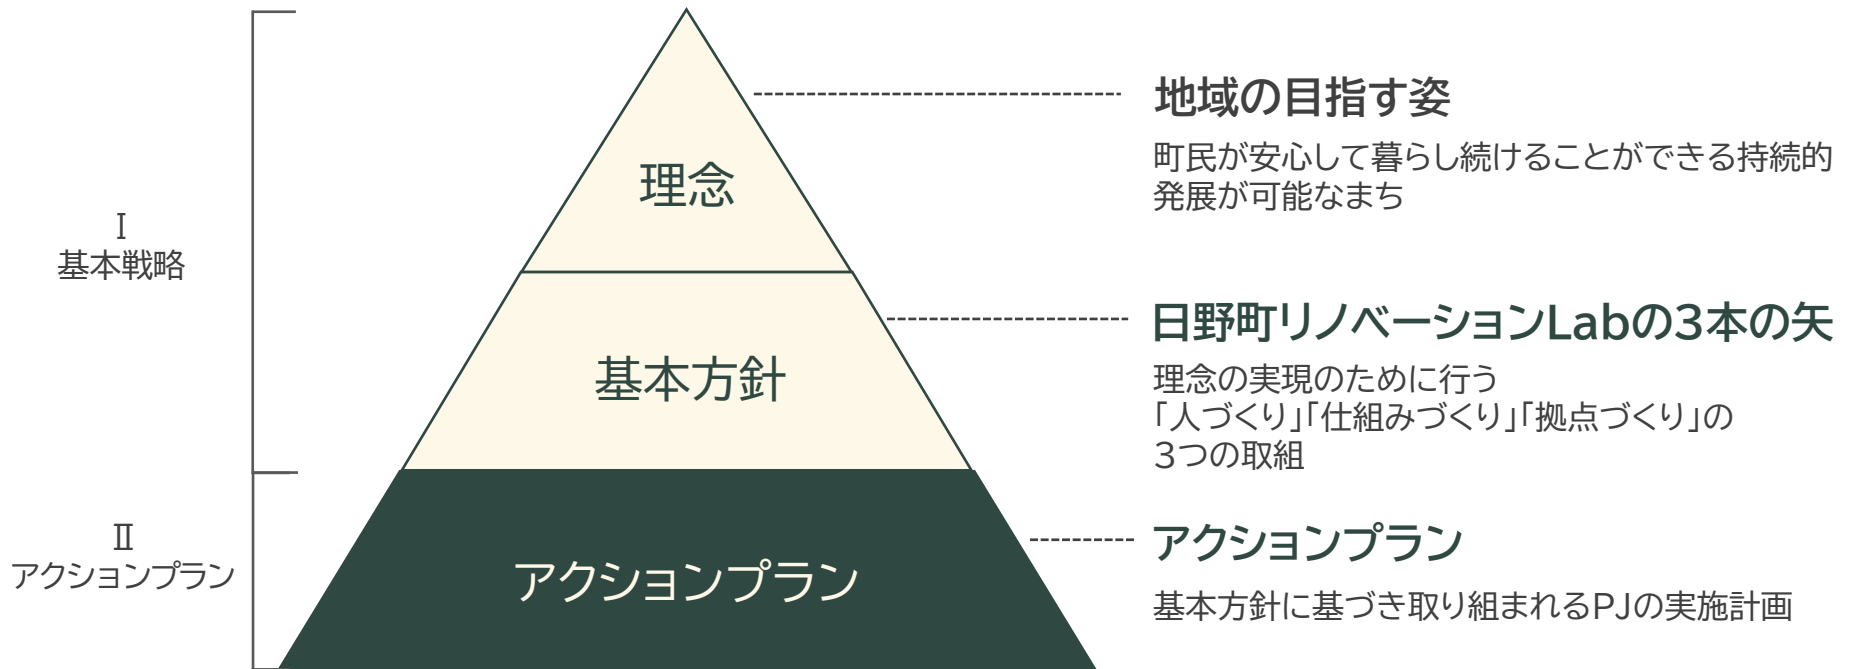 Ⅰ
基本戦略
Ⅱ
アクションプラン
理念
基本方針
アクションプラン
地域の目指す姿
町民が安心して暮らし続けることができる持続的
発展が可能なまち
日野町リノベーションLabの3本の矢
理念の実現のために行う
「人づくり」「仕組みづくり」「拠点づくり」の
3つの取組
アクションプラン
基本方針に基づき取り組まれるPJの実施計画